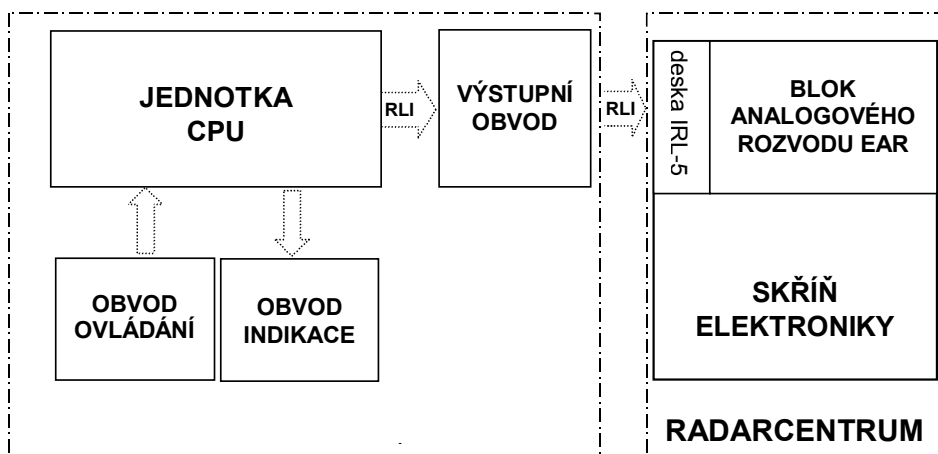 JEDNOTKA
CPU
RLI
VÝSTUPNÍ
OBVOD
RLI
deska IRL-5
BLOK
ANALOGOVÉHO
ROZVODU EAR
OBVOD
OVLÁDÁNÍ
OBVOD
INDIKACE
SKŘÍŇ
ELEKTRONIKY
RADARCENTRUM